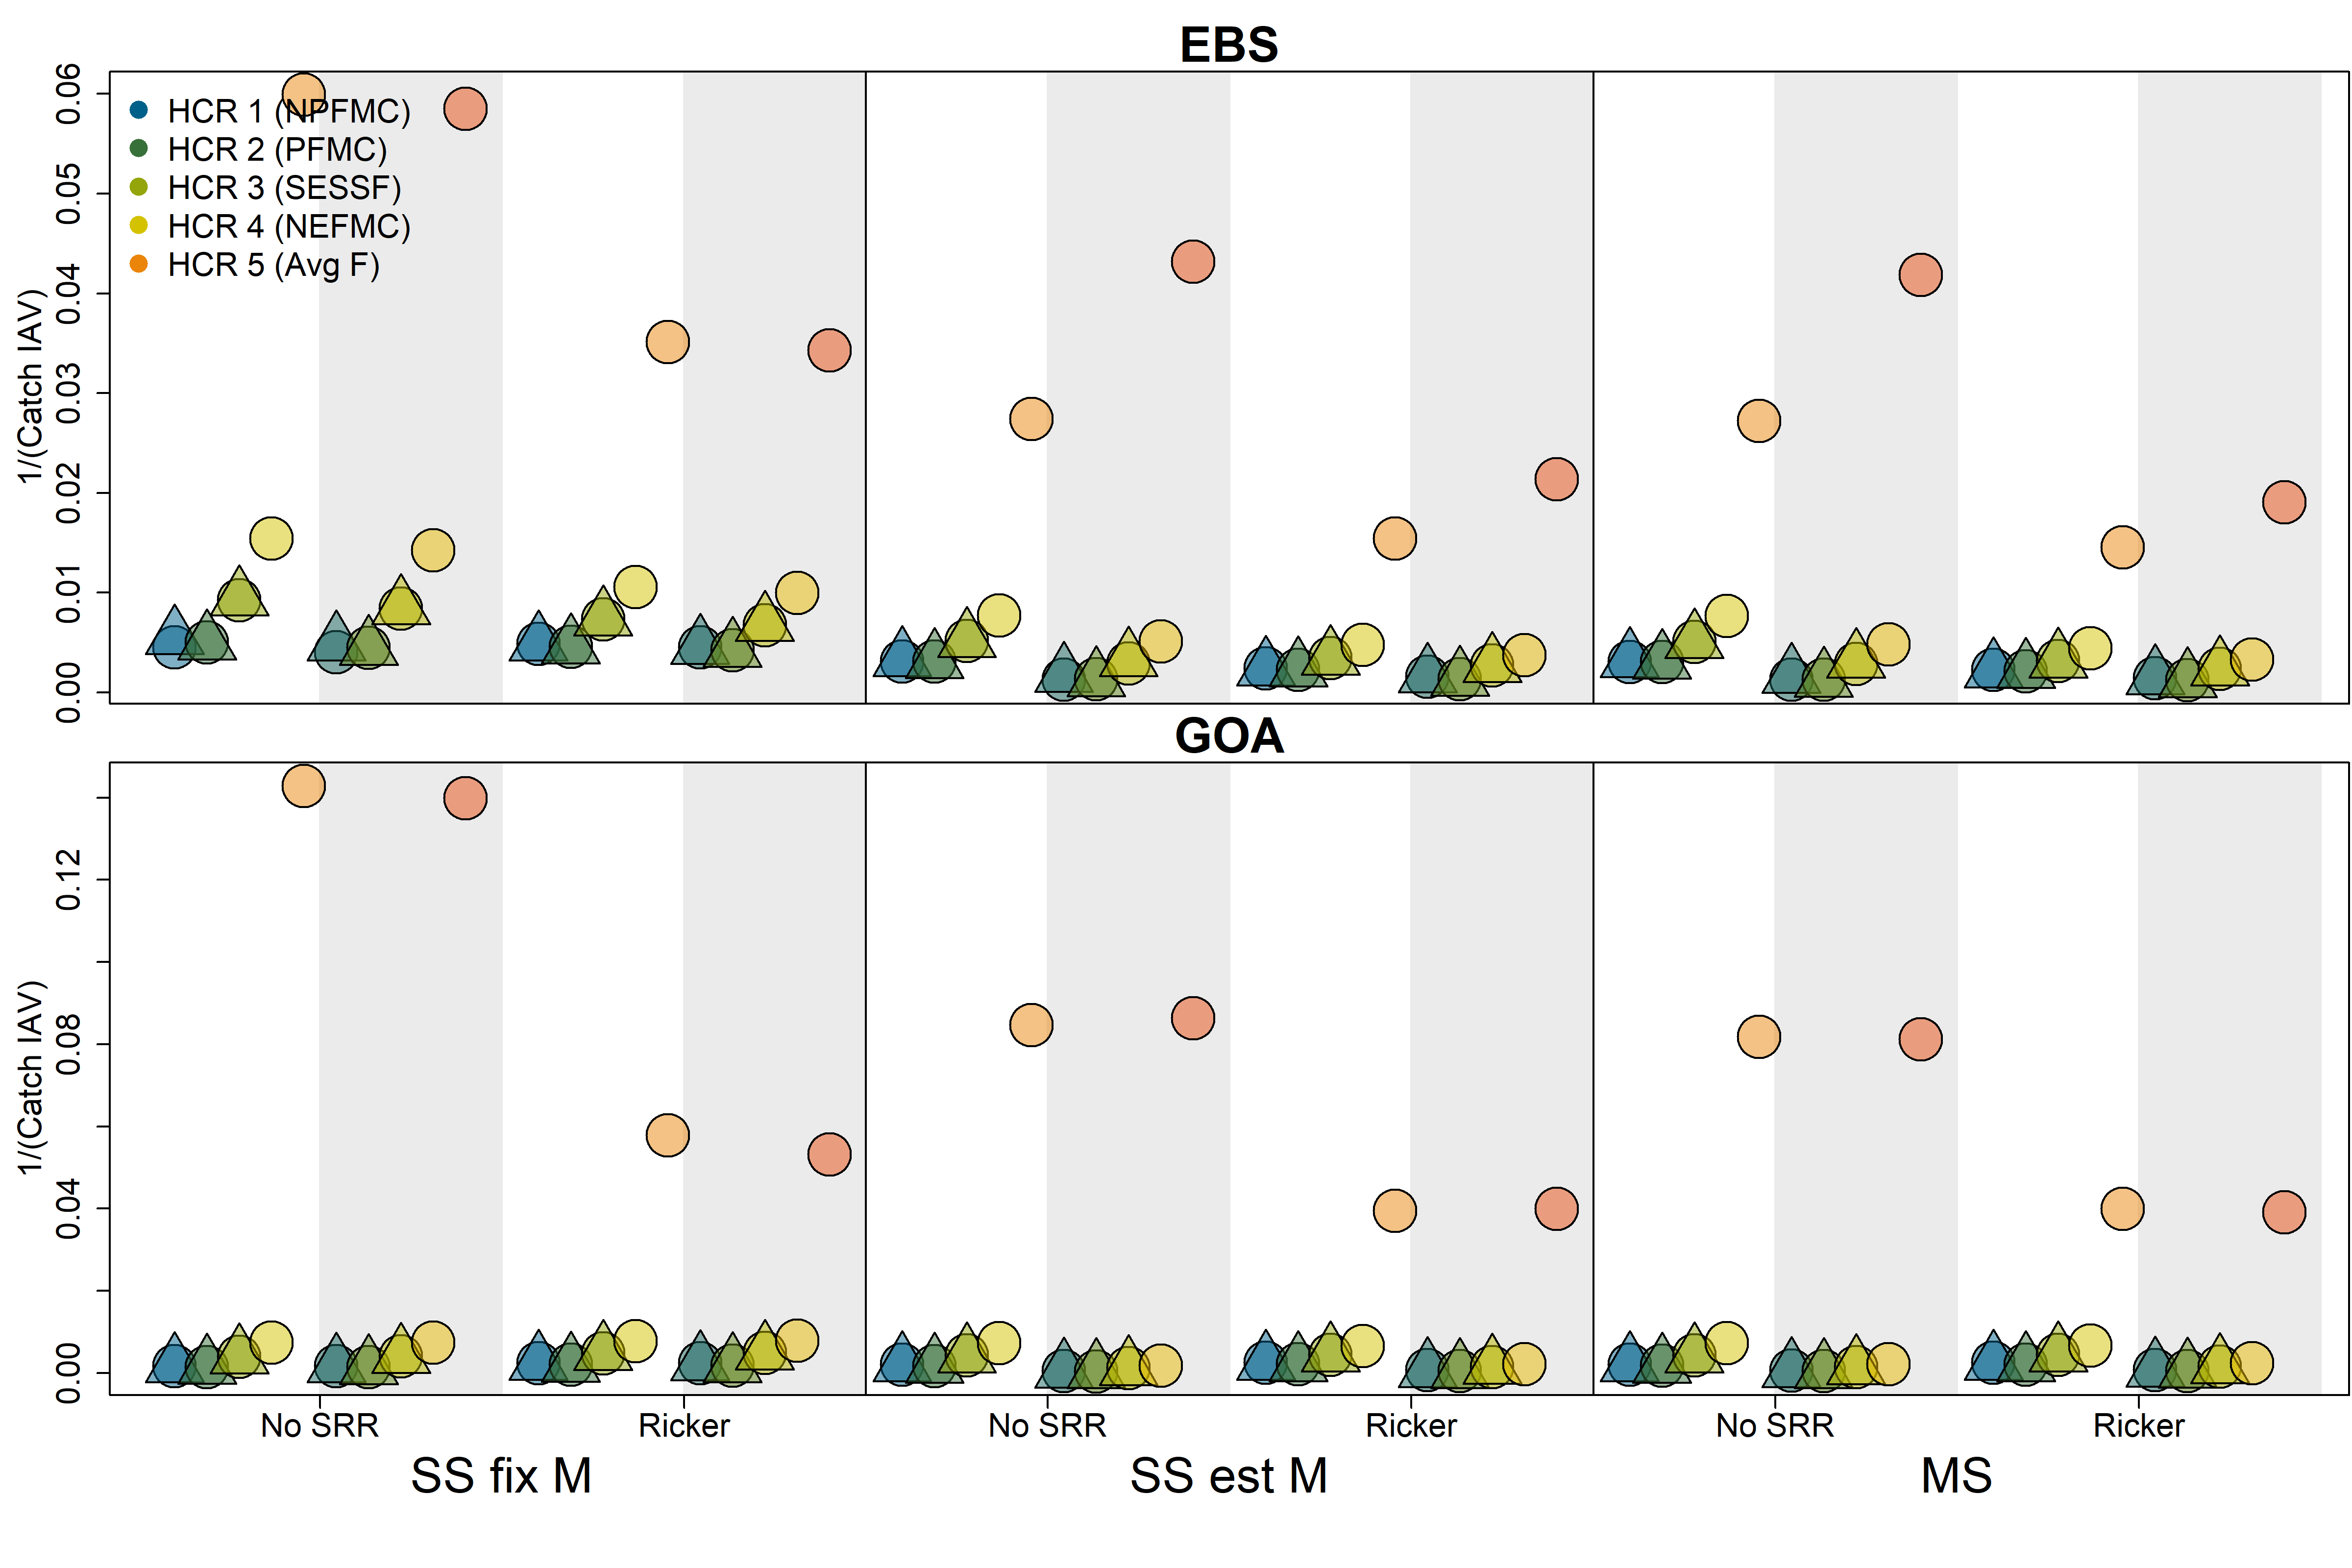 EBS
0.06
0.05
0.04
0.03
0.02
0.01
0.00
1/(Catch IAV)
HCR 1 (NPFMC)
HCR 2 (PFMC)
HCR 3 (SESSF)
HCR 4 (NEFMC)
HCR 5 (Avg F)
GOA
0.12
0.08
0.04
0.00
1/(Catch IAV)
No SRR Ricker No SRR Ricker No SRR Ricker
SS fix M SS est M MS